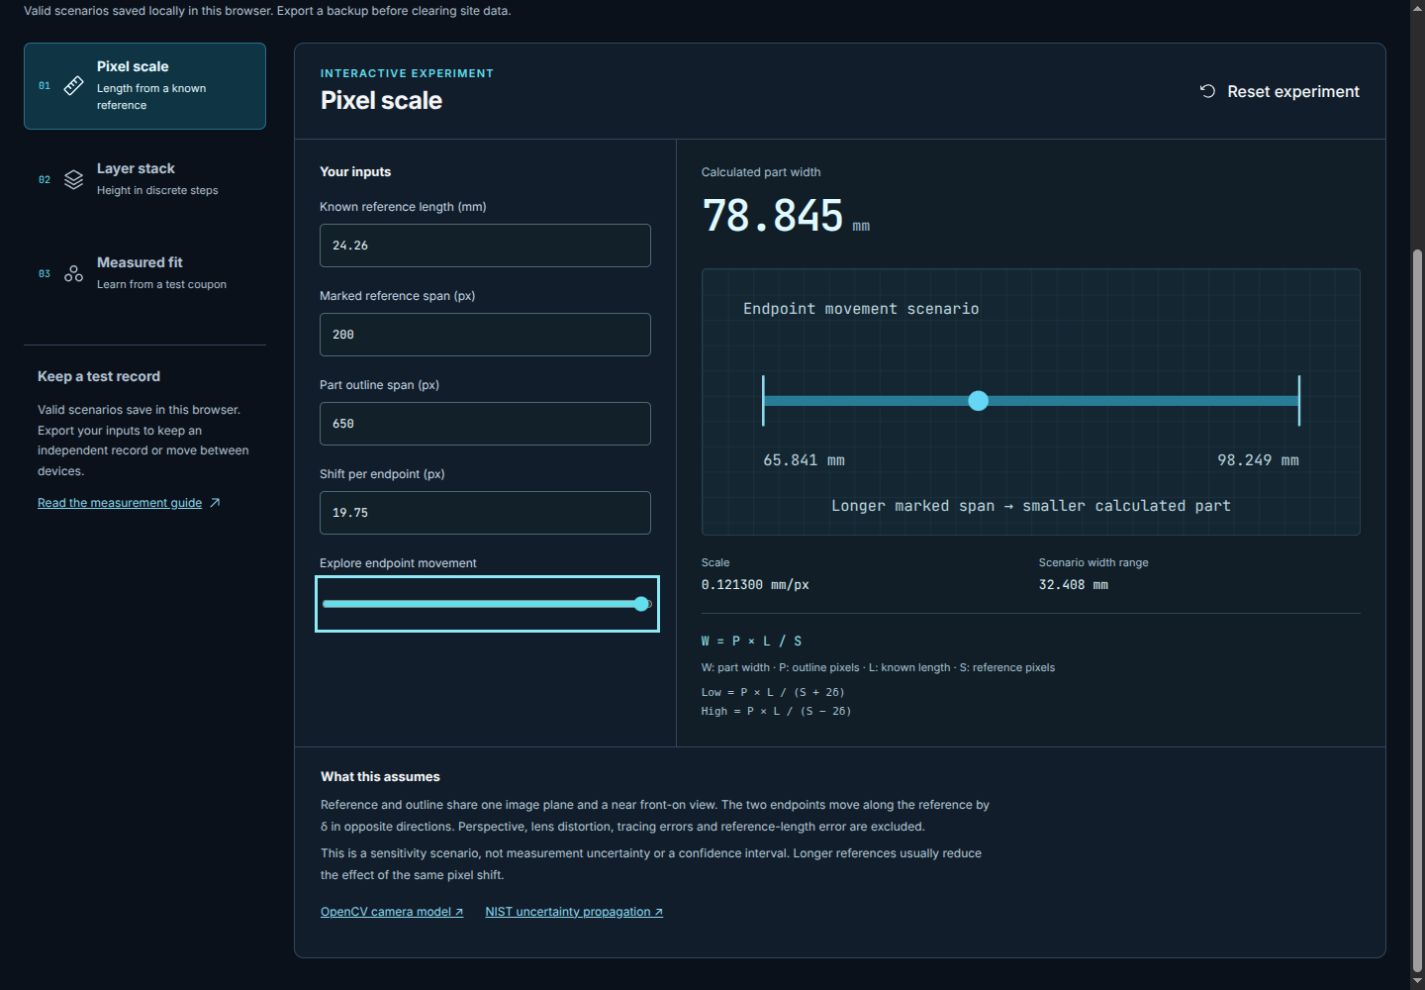 Valid scenarios saved locally in this browser. Export a backup before clearing site data.
01
Pixel scale
Length from a known
reference
02
Layer stack
Height in discrete steps
03
Measured fit
Learn from a test coupon
Keep a test record
Valid scenarios save in this browser.
Export your inputs to keep an
independent record or move between
devices.
Read the measurement guide ↗
INTERACTIVE EXPERIMENT
Pixel scale
Reset experiment
Your inputs
Known reference length (mm)
24.26
Marked reference span (px)
200
Part outline span (px)
650
Shift per endpoint (px)
19.75
Explore endpoint movement
Calculated part width
78.845 mm
Endpoint movement scenario
65.841 mm
98.249 mm
Longer marked span → smaller calculated part
Scale
0.121300 mm/px
Scenario width range
32.408 mm
W = P × L / S
W: part width · P: outline pixels · L: known length · S: reference pixels
Low = P × L / (S + 2δ)
High = P × L / (S − 2δ)
What this assumes
Reference and outline share one image plane and a near front-on view. The two endpoints move along the reference by
δ in opposite directions. Perspective, lens distortion, tracing errors and reference-length error are excluded.
This is a sensitivity scenario, not measurement uncertainty or a confidence interval. Longer references usually reduce
the effect of the same pixel shift.
OpenCV camera model ↗
NIST uncertainty propagation ↗